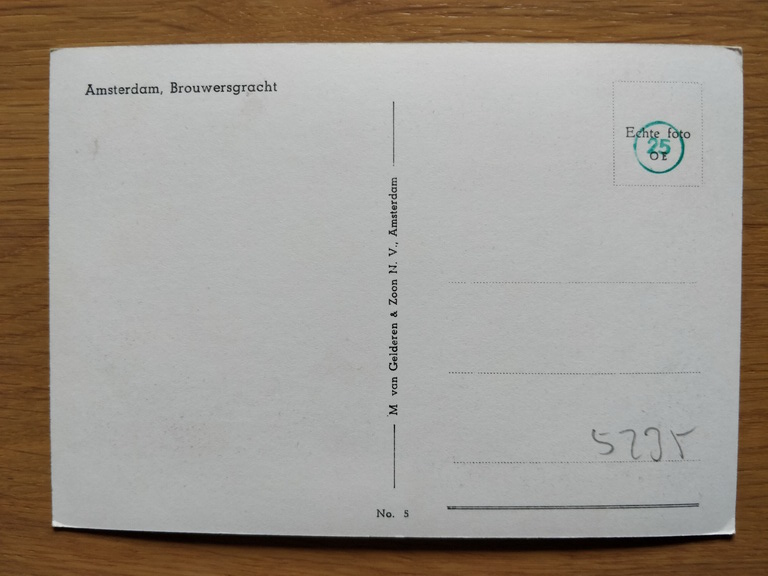 Amsterdam, Brouwersgracht
M van Gelderen & Zoon N. V., Amsterdam
No. 5
Echte foto
25